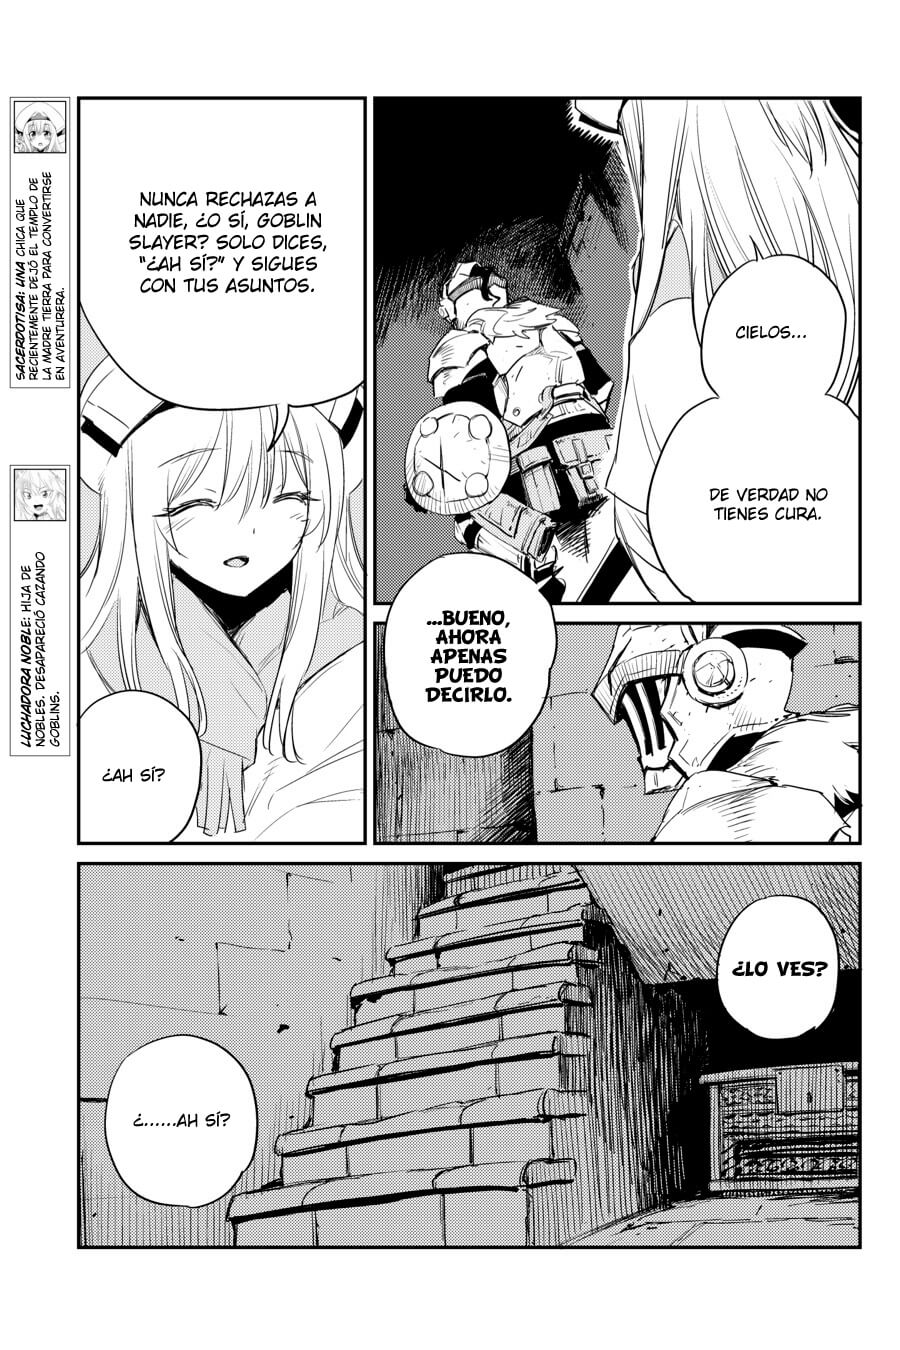 CIELOS...
DE VERDAD NO
TIENES CURA.
...BUENO,
AHORA
APENAS
PUEDO
DECIRLO.
NUNCA RECHAZAS A
NADIE, ¿O SÍ, GOBLIN
SLAYER? SOLO DICES,
"¿AH SÍ?" Y SIGUES
CON TUS ASUNTOS.
¿AH SÍ?
¿LO VES?
¿......AH SÍ?
SACERDOTISA: UNA CHICA QUE
RECIENTEMENTE DEJÓ EL TEMPLO DE
LA MADRE TIERRA PARA CONVERTIRSE
EN AVENTURERA.
LUCHADORA NOBLE: HIJA DE
NOBLES. DESAPARECIÓ CAZANDO
GOBLINS.